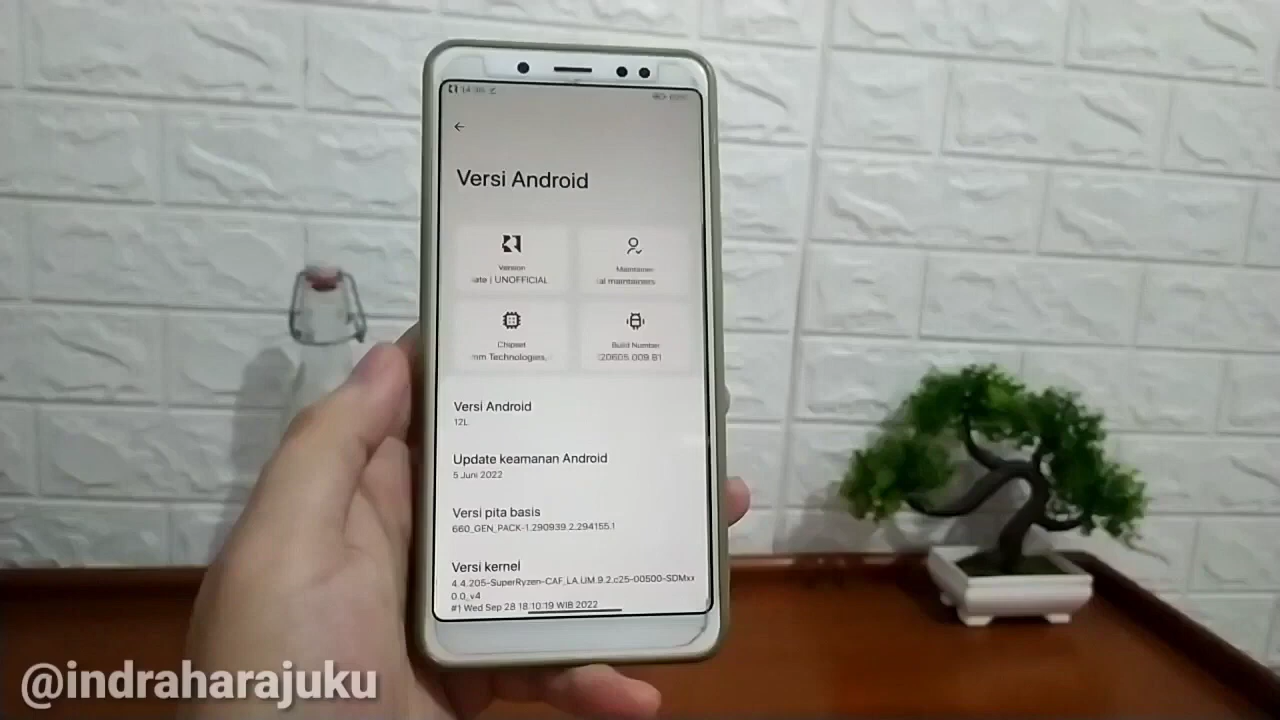 Versi Android
Version
ate | UNOFFICIAL
Maintainer
al maintainers
Chipset
mm Technologies,
Build Number
20605.009.B1
Versi Android
12L
Update keamanan Android
5 Juni 2022
Versi pita basis
660_GEN_PACK-1.290939.2.294155.1
Versi kernel
4.4.205-SuperRyzen-CAF_LA.UM.9.2.c25-00500-SDMxx
0.0_v4
#1 Wed Sep 28 18:10:19 WIB 2022
@indraharajuku